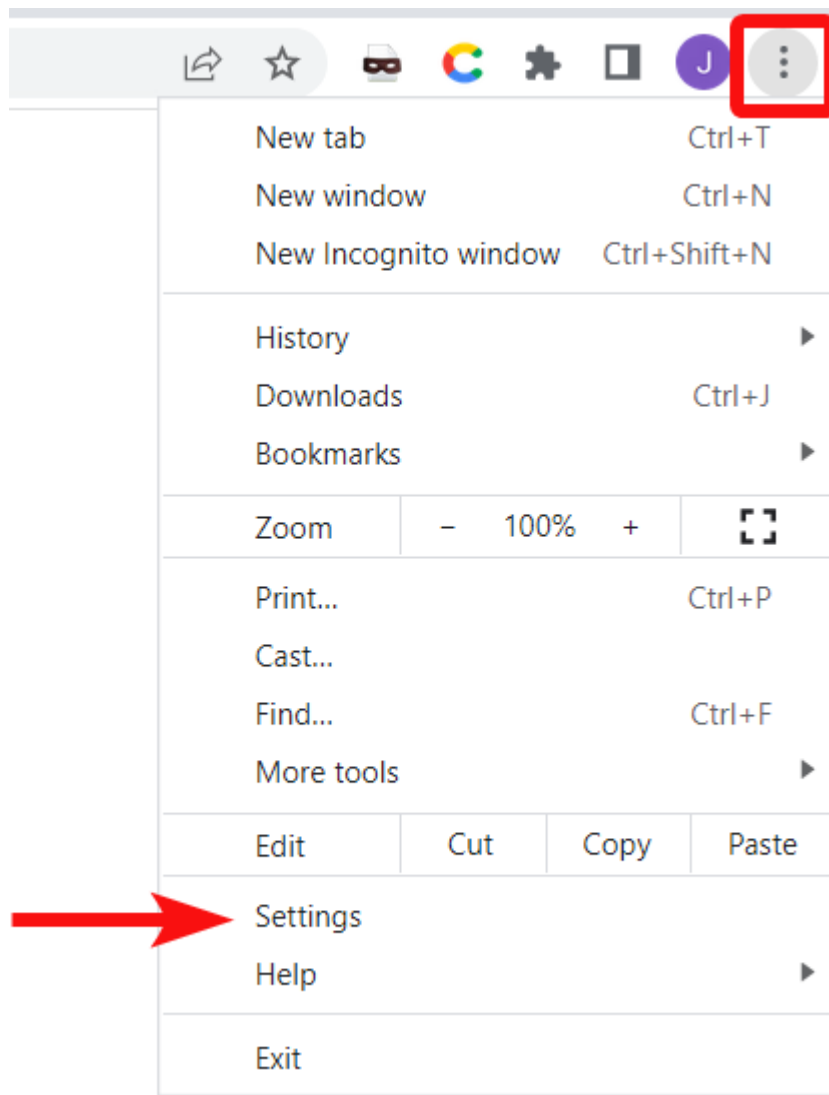 J
New tab Ctrl+T
New window Ctrl+N
New Incognito window Ctrl+Shift+N
History
Downloads Ctrl+J
Bookmarks
Zoom - 100% +
Print... Ctrl+P
Cast...
Find... Ctrl+F
More tools
Edit Cut Copy Paste
Settings
Help
Exit